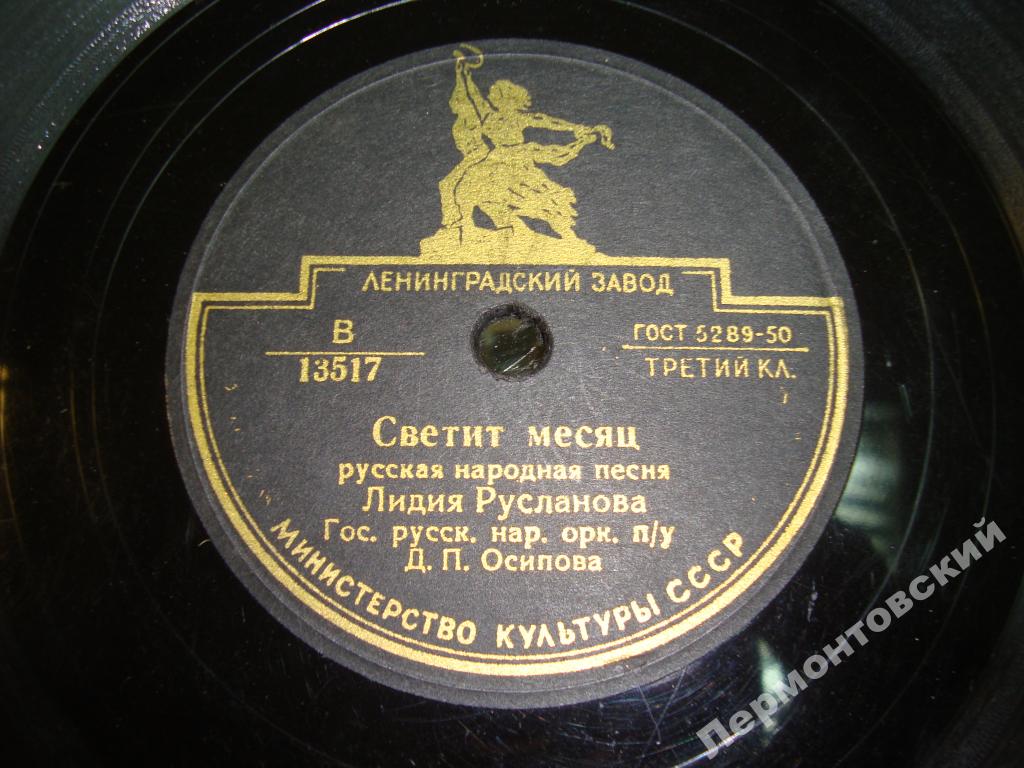 ЛЕНИНГРАДСКИЙ ЗАВОД
В
13517
ГОСТ 5289-50
ТРЕТИЙ КЛ.
Светит месяц
русская народная песня
Лидия Русланова
Гос. русск. нар. орк. п/у
Д. П. Осипова
МИНИСТЕРСТВО КУЛЬТУРЫ СССР
Лермонтовский